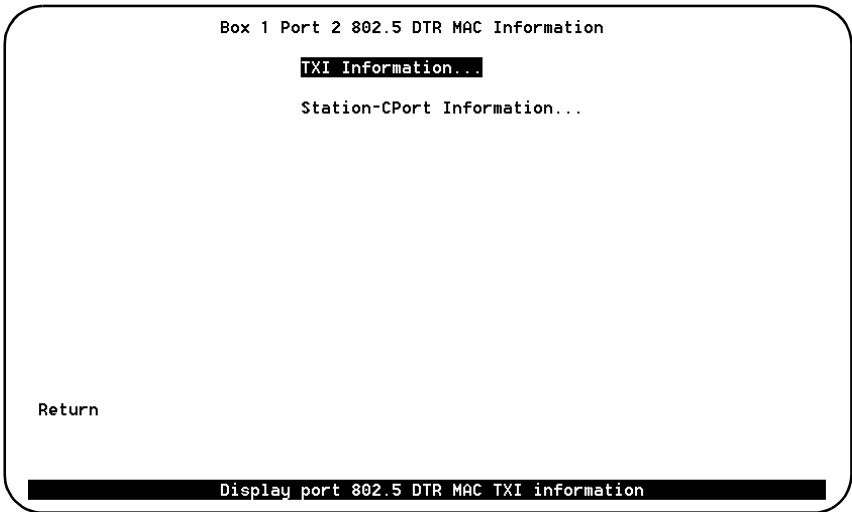 Box 1 Port 2 802.5 DTR MAC Information
TXI Information...
Station-CPort Information...
Return
Display port 802.5 DTR MAC TXI information